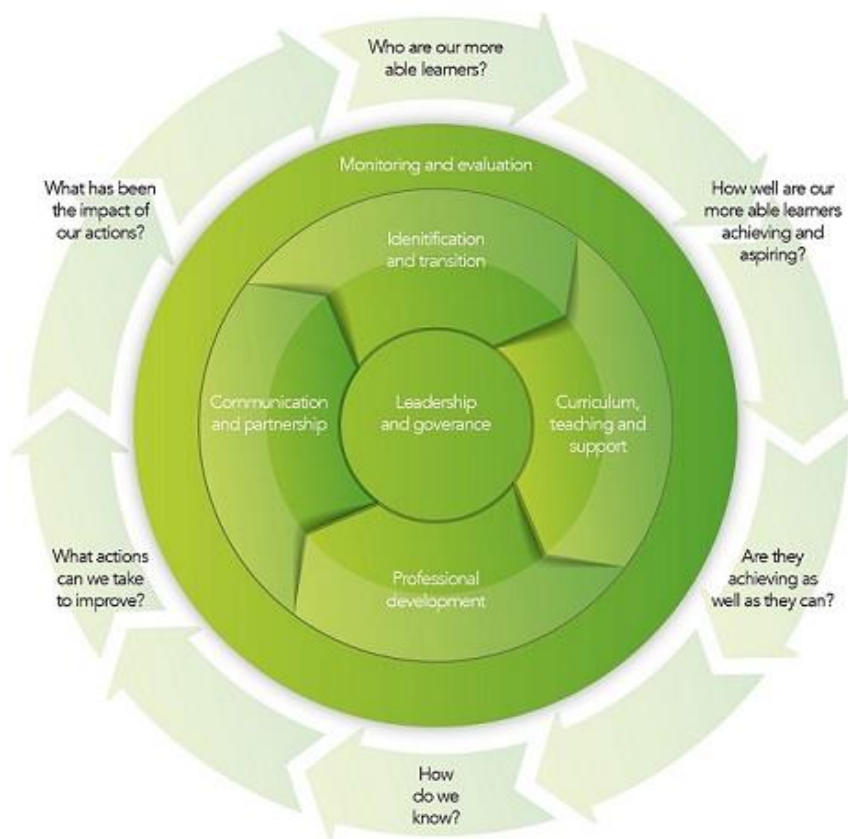 Who are our more
able learners?
Monitoring and evaluation
What has been
the impact of
our actions?
How well are our
more able learners
achieving and
aspiring?
Idenitification
and transition
Communication
and partnership
Leadership
and goverance
Curriculum,
teaching and
support
What actions
can we take
to improve?
Professional
development
Are they
achieving as
well as they can?
How
do we
know?